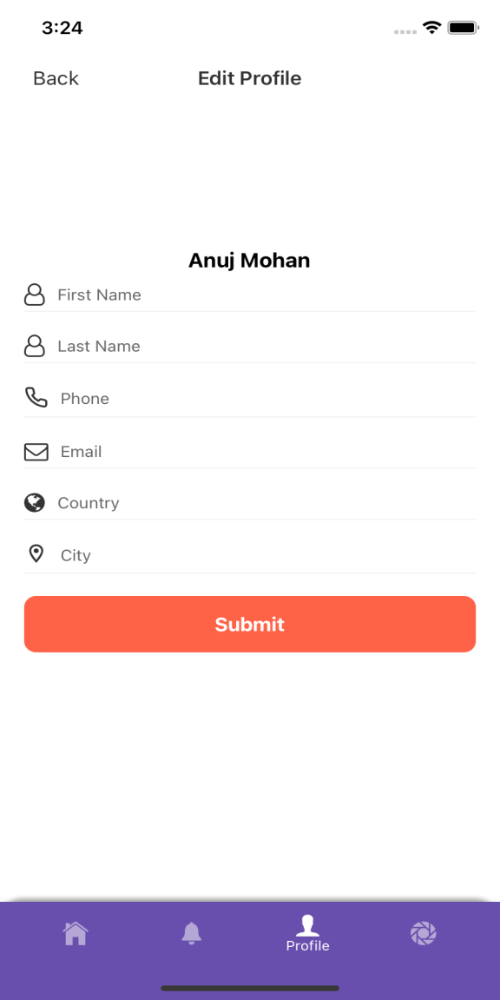 3:24
Back
Edit Profile
Anuj Mohan
First Name
Last Name
Phone
Email
Country
City
Submit
Profile